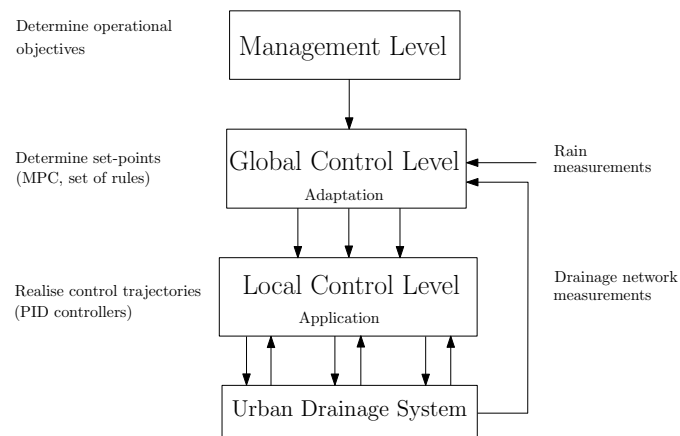 Determine operational
objectives
Management Level
Determine set-points
(MPC, set of rules)
Global Control Level
Adaptation
Rain
measurements
Realise control trajectories
(PID controllers)
Local Control Level
Application
Drainage network
measurements
Urban Drainage System